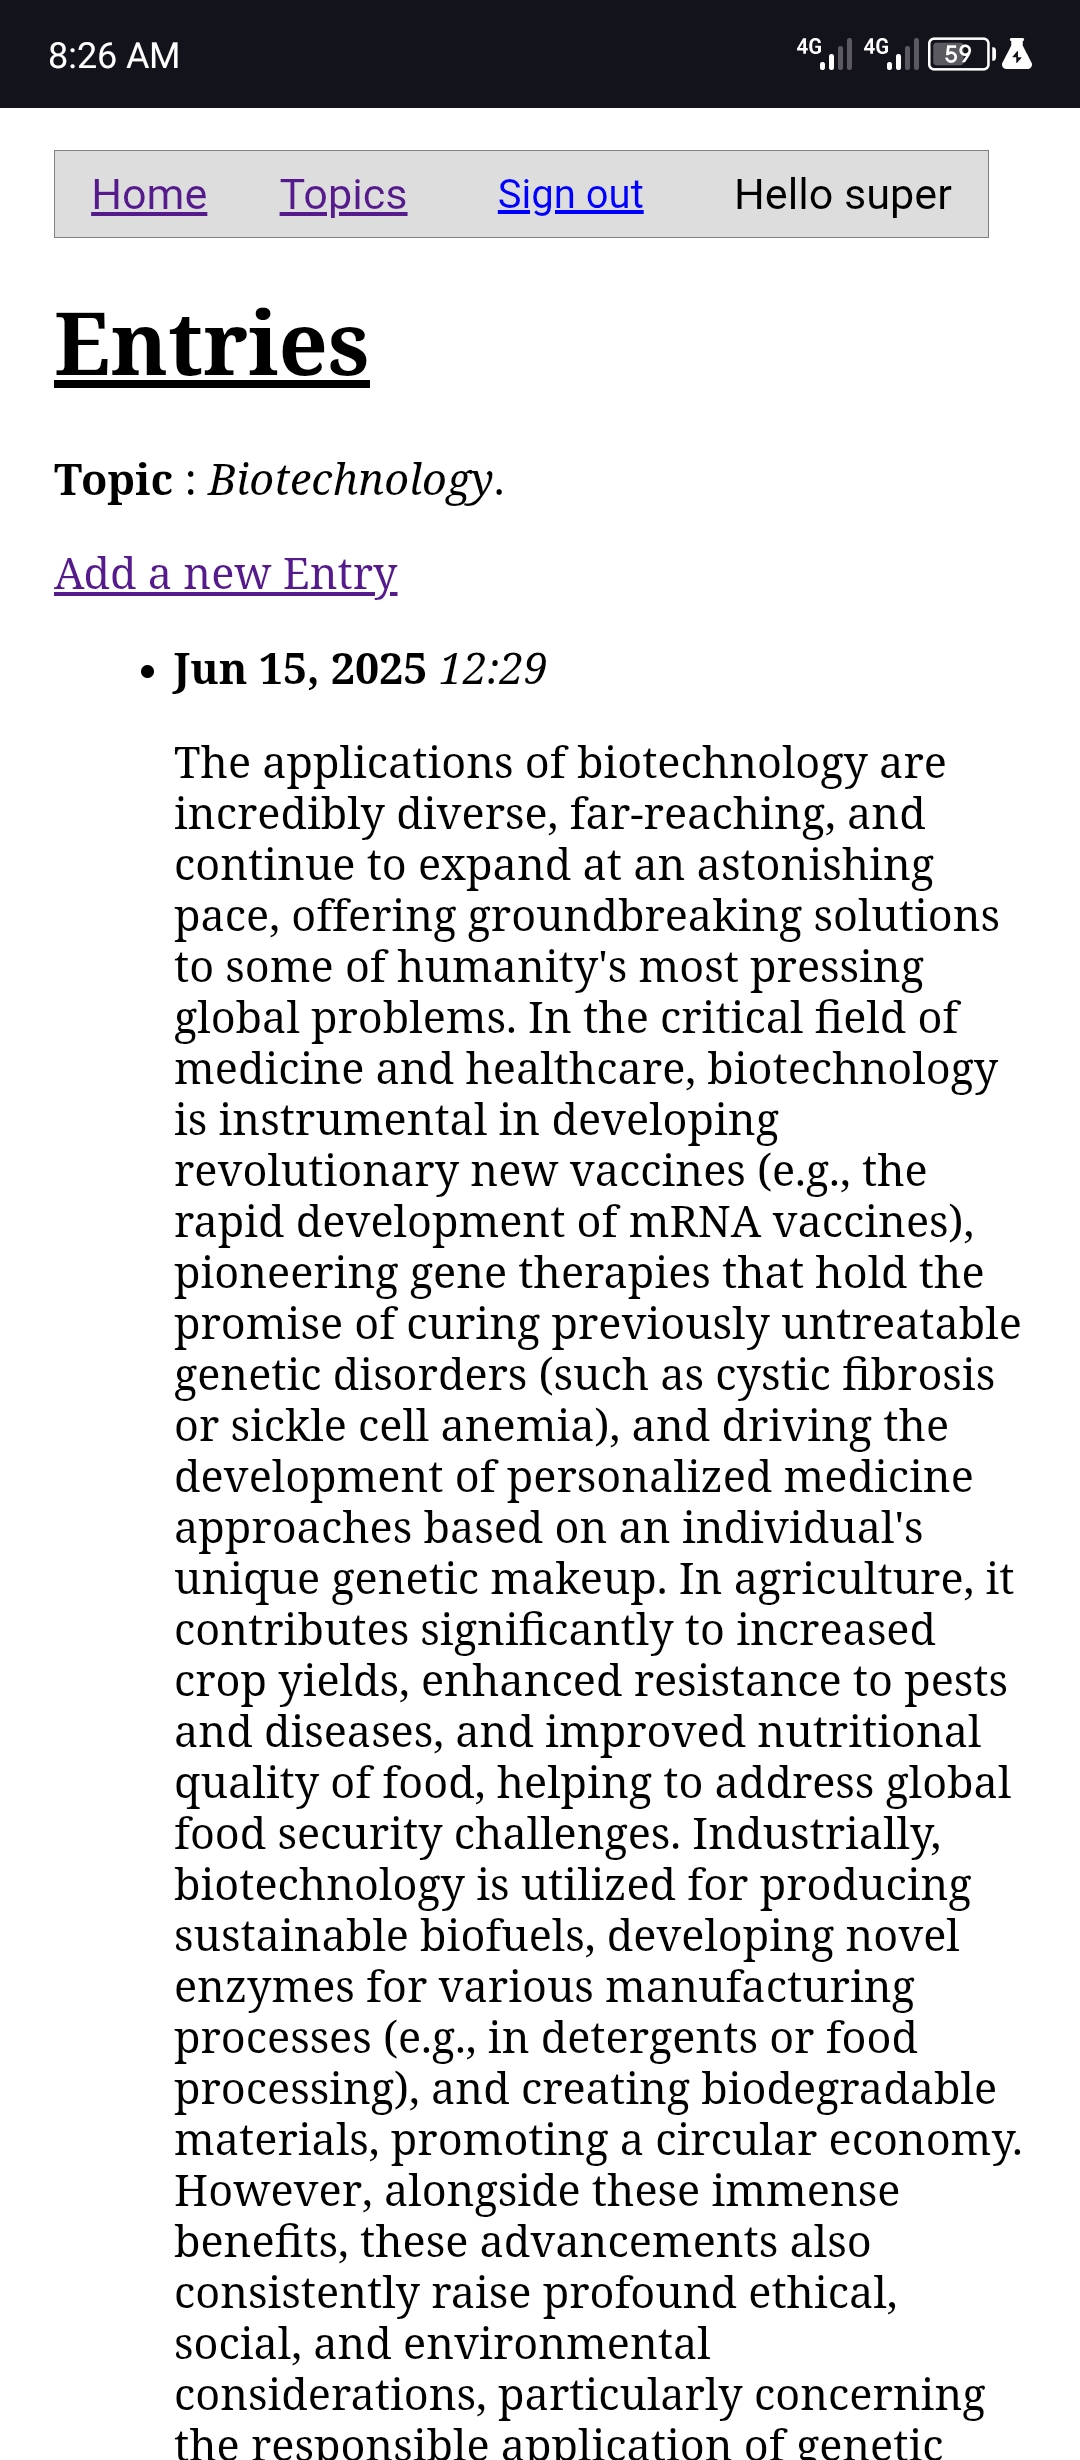 8:26 AM 4G 4G 59
Home Topics Sign out Hello super
Entries
Topic : Biotechnology.
Add a new Entry
• Jun 15, 2025 12:29
The applications of biotechnology are
incredibly diverse, far-reaching, and
continue to expand at an astonishing
pace, offering groundbreaking solutions
to some of humanity's most pressing
global problems. In the critical field of
medicine and healthcare, biotechnology
is instrumental in developing
revolutionary new vaccines (e.g., the
rapid development of mRNA vaccines),
pioneering gene therapies that hold the
promise of curing previously untreatable
genetic disorders (such as cystic fibrosis
or sickle cell anemia), and driving the
development of personalized medicine
approaches based on an individual's
unique genetic makeup. In agriculture, it
contributes significantly to increased
crop yields, enhanced resistance to pests
and diseases, and improved nutritional
quality of food, helping to address global
food security challenges. Industrially,
biotechnology is utilized for producing
sustainable biofuels, developing novel
enzymes for various manufacturing
processes (e.g., in detergents or food
processing), and creating biodegradable
materials, promoting a circular economy.
However, alongside these immense
benefits, these advancements also
consistently raise profound ethical,
social, and environmental
considerations, particularly concerning
the responsible application of genetic